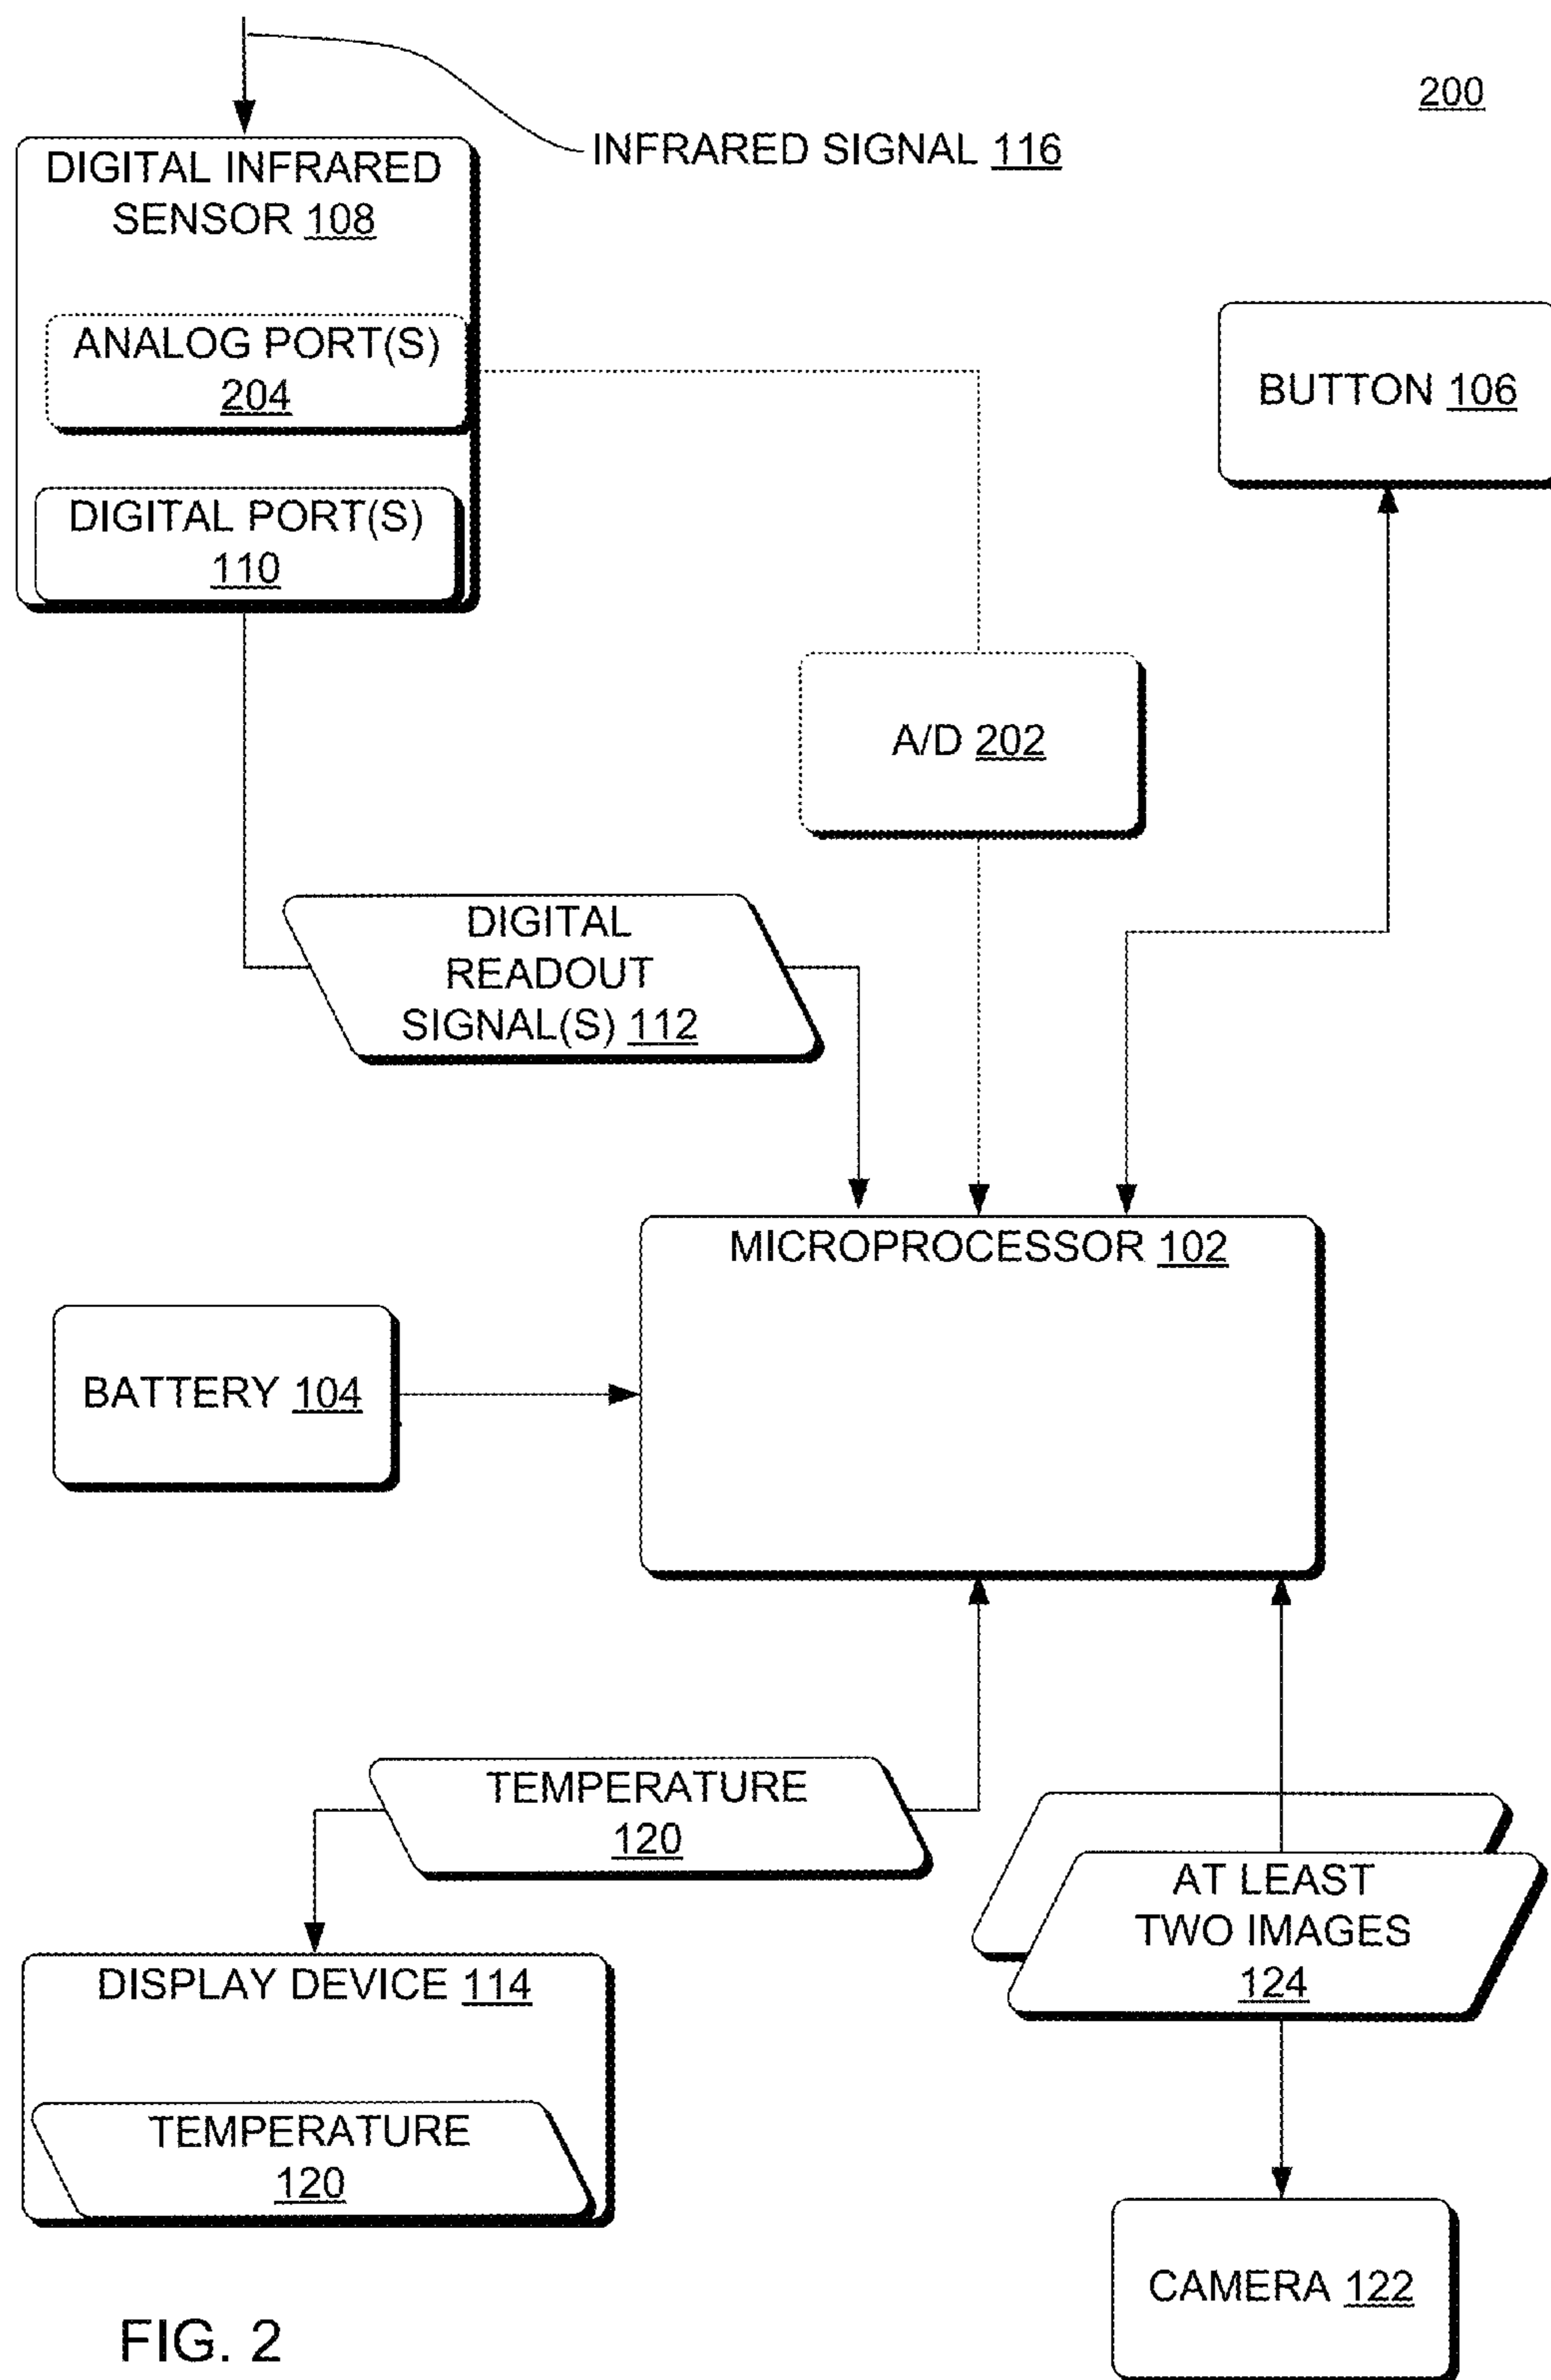 200
INFRARED SIGNAL 116
DIGITAL INFRARED
SENSOR 108
ANALOG PORT(S)
204
DIGITAL PORT(S)
110
BUTTON 106
A/D 202
DIGITAL
READOUT
SIGNAL(S) 112
MICROPROCESSOR 102
BATTERY 104
TEMPERATURE
120
AT LEAST
TWO IMAGES
124
DISPLAY DEVICE 114
TEMPERATURE
120
CAMERA 122
FIG. 2